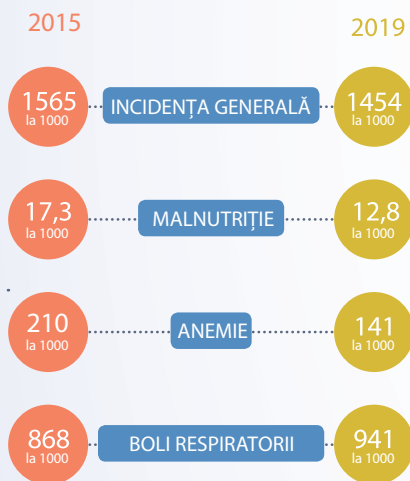 2015
2019
1565
la 1000
INCIDENȚA GENERALĂ
1454
la 1000
17,3
la 1000
MALNUTRIȚIE
12,8
la 1000
210
la 1000
ANEMIE
141
la 1000
868
la 1000
BOLI RESPIRATORII
941
la 1000